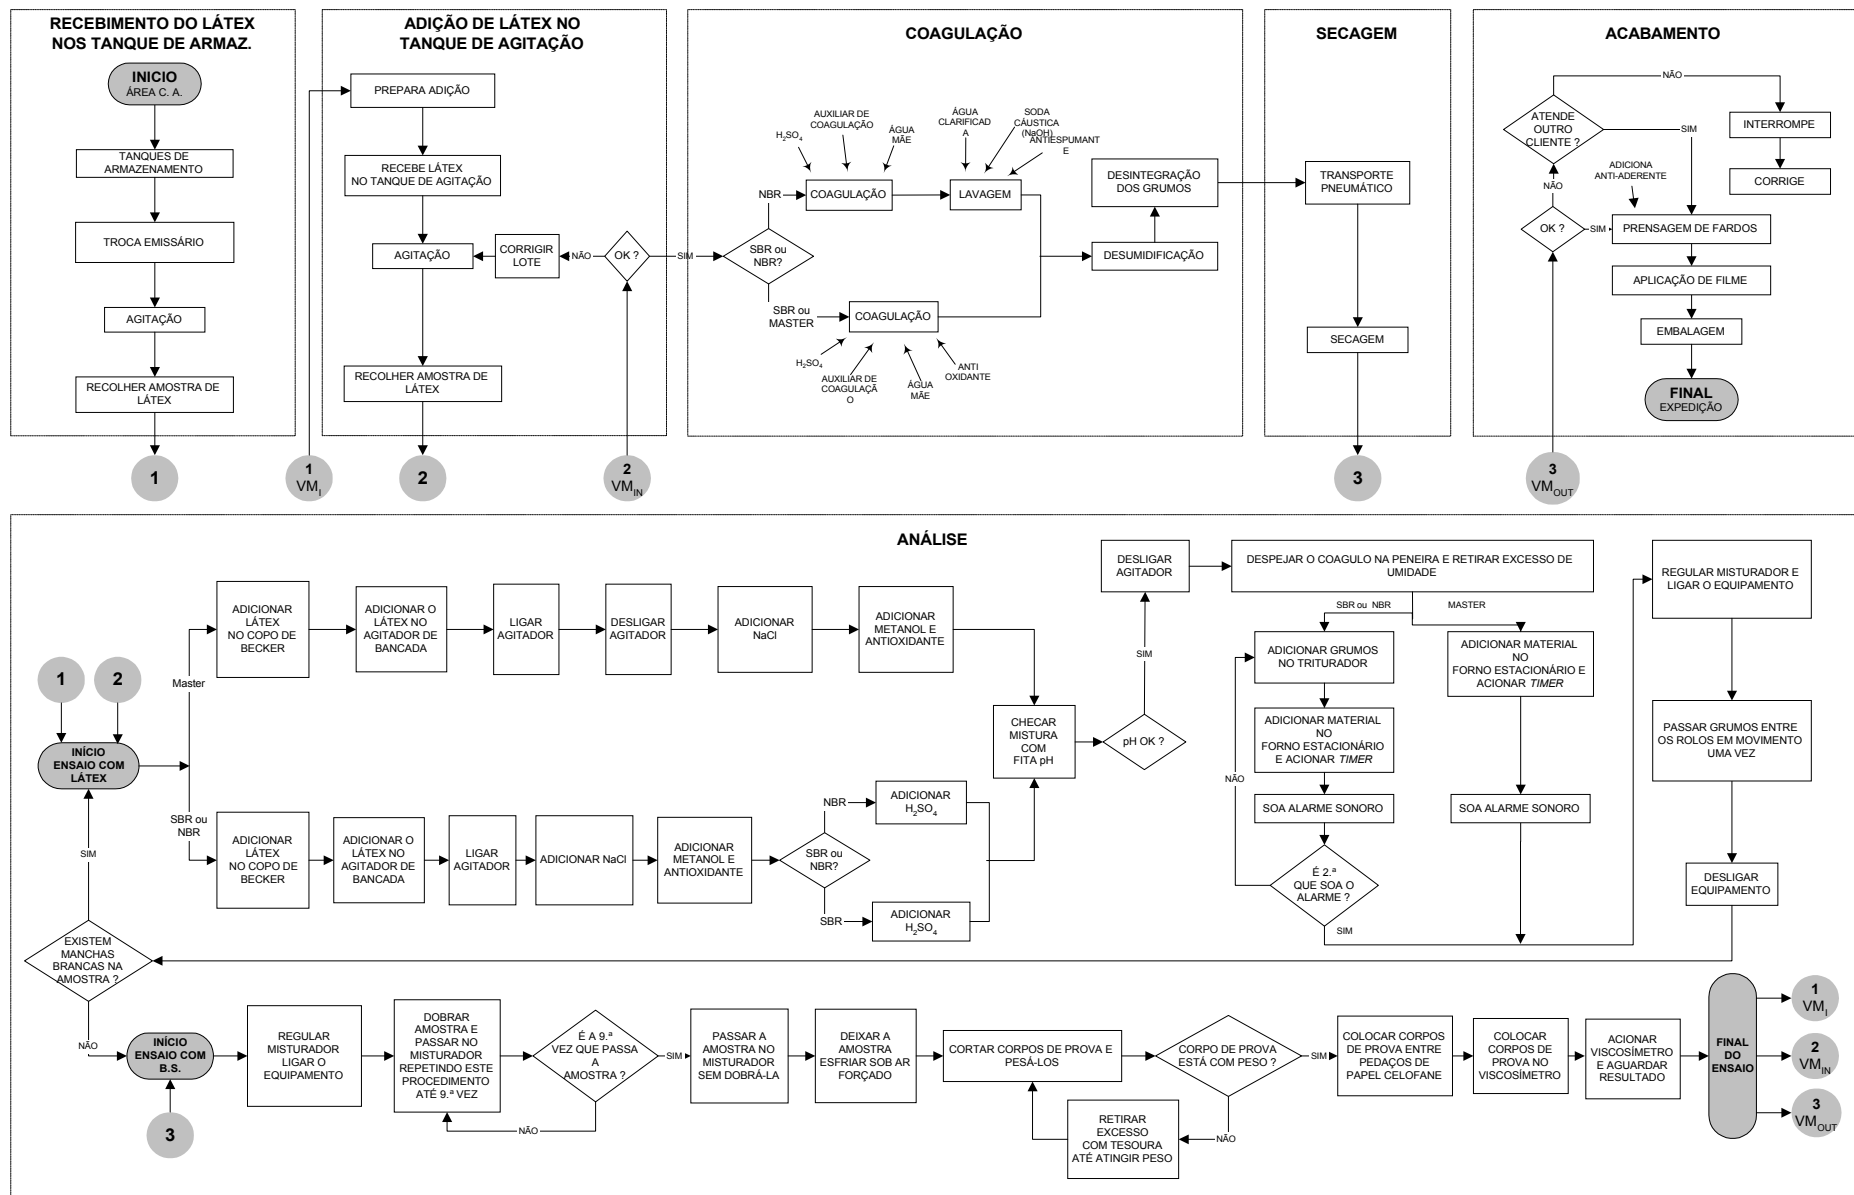 RECEBIMENTO DO LÁTEX
NOS TANQUE DE ARMAZ.
INICIO
ÁREA C. A.
TANQUES DE
ARMAZENAMENTO
TROCA EMISSÁRIO
AGITAÇÃO
RECOLHER AMOSTRA DE
LÁTEX
1
ADIÇÃO DE LÁTEX NO
TANQUE DE AGITAÇÃO
PREPARA ADIÇÃO
RECEBE LÁTEX
NO TANQUE DE AGITAÇÃO
AGITAÇÃO
CORRIGIR
LOTE
NÃO
OK ?
SIM
RECOLHER AMOSTRA DE
LÁTEX
1
VM_I
2
2
VM_IN
COAGULAÇÃO
SBR ou
NBR?
NBR
H₂SO₄
AUXILIAR DE
COAGULAÇÃO
ÁGUA
MÃE
COAGULAÇÃO
ÁGUA
CLARIFICAD
A
SODA
CÁUSTICA
(NaOH)
ANTIESPUMANT
E
LAVAGEM
SBR ou
MASTER
COAGULAÇÃO
H₂SO₄
AUXILIAR DE
COAGULAÇÃ
O
ÁGUA
MÃE
ANTI
OXIDANTE
DESINTEGRAÇÃO
DOS GRUMOS
DESUMIDIFICAÇÃO
SECAGEM
TRANSPORTE
PNEUMÁTICO
SECAGEM
3
ACABAMENTO
NÃO
ATENDE
OUTRO
CLIENTE ?
SIM
INTERROMPE
CORRIGE
ADICIONA
ANTI-ADERENTE
NÃO
OK ?
SIM
PRENSAGEM DE FARDOS
APLICAÇÃO DE FILME
EMBALAGEM
FINAL
EXPEDIÇÃO
3
VM_OUT
ANÁLISE
1
2
INÍCIO
ENSAIO COM
LÁTEX
Master
ADICIONAR
LÁTEX
NO COPO DE
BECKER
ADICIONAR O
LÁTEX NO
AGITADOR DE
BANCADA
LIGAR
AGITADOR
DESLIGAR
AGITADOR
ADICIONAR
NaCl
ADICIONAR
METANOL E
ANTIOXIDANTE
SBR ou
NBR
ADICIONAR
LÁTEX
NO COPO DE
BECKER
ADICIONAR O
LÁTEX NO
AGITADOR DE
BANCADA
LIGAR
AGITADOR
ADICIONAR NaCl
ADICIONAR
METANOL E
ANTIOXIDANTE
SBR ou
NBR?
NBR
ADICIONAR
H₂SO₄
SBR
ADICIONAR
H₂SO₄
CHECAR
MISTURA
COM
FITA pH
pH OK ?
SIM
DESLIGAR
AGITADOR
DESPEJAR O COAGULO NA PENEIRA E RETIRAR EXCESSO DE
UMIDADE
SBR ou NBR
MASTER
ADICIONAR GRUMOS
NO TRITURADOR
ADICIONAR MATERIAL
NO
FORNO ESTACIONÁRIO
E ACIONAR TIMER
SOA ALARME SONORO
É 2.ª
QUE SOA O
ALARME ?
NÃO
SIM
ADICIONAR MATERIAL
NO
FORNO ESTACIONÁRIO E
ACIONAR TIMER
SOA ALARME SONORO
REGULAR MISTURADOR E
LIGAR O EQUIPAMENTO
PASSAR GRUMOS ENTRE
OS ROLOS EM MOVIMENTO
UMA VEZ
DESLIGAR
EQUIPAMENTO
SIM
EXISTEM
MANCHAS
BRANCAS NA
AMOSTRA ?
NÃO
INÍCIO
ENSAIO COM
B.S.
3
REGULAR
MISTURADOR
LIGAR O
EQUIPAMENTO
DOBRAR
AMOSTRA E
PASSAR NO
MISTURADOR
REPETINDO ESTE
PROCEDIMENTO
ATÉ 9.ª VEZ
É A 9.ª
VEZ QUE PASSA
A
AMOSTRA ?
NÃO
SIM
PASSAR A
AMOSTRA NO
MISTURADOR
SEM DOBRÁ-LA
DEIXAR A
AMOSTRA
ESFRIAR SOB AR
FORÇADO
CORTAR CORPOS DE PROVA E
PESÁ-LOS
CORPO DE PROVA
ESTÁ COM PESO ?
NÃO
RETIRAR
EXCESSO
COM TESOURA
ATÉ ATINGIR PESO
SIM
COLOCAR CORPOS
DE PROVA ENTRE
PEDAÇOS DE
PAPEL CELOFANE
COLOCAR
CORPOS DE
PROVA NO
VISCOSÍMETRO
ACIONAR
VISCOSÍMETRO
E AGUARDAR
RESULTADO
FINAL
DO
ENSAIO
1
VM_I
2
VM_IN
3
VM_OUT